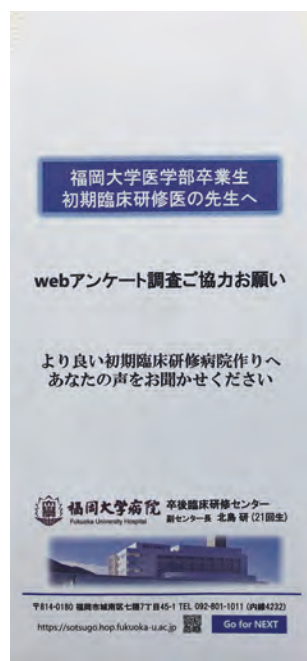 福岡大学医学部卒業生
初期臨床研修医の先生へ
webアンケート調査ご協力お願い
より良い初期臨床研修病院作りへ
あなたの声をお聞かせください
福岡大学病院
Fukuoka University Hospital
卒後臨床研修センター
副センター長 北島 研 (21回生)
〒814-0180 福岡市城南区七隈7丁目45-1 TEL 092-801-1011 (内線4232)
https://sotsugo.hop.fukuoka-u.ac.jp
Go for NEXT